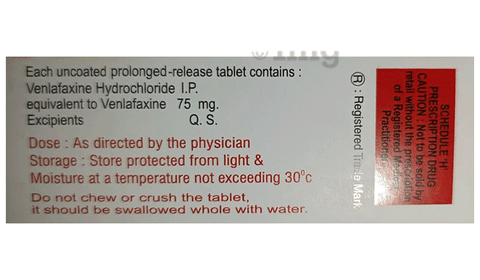 1mg
Each uncoated prolonged-release tablet contains :
Venlafaxine Hydrochloride I.P.
equivalent to Venlafaxine 75 mg.
Excipients Q. S.
Dose : As directed by the physician
Storage : Store protected from light &
Moisture at a temperature not exceeding 30°c
Do not chew or crush the tablet,
it should be swallowed whole with water.
Ⓡ : Registered Trade Mark
SCHEDULE 'H'
PRESCRIPTION DRUG
CAUTION : Not to be sold by
retail without the prescription
of a Registered Medical
Practitioner